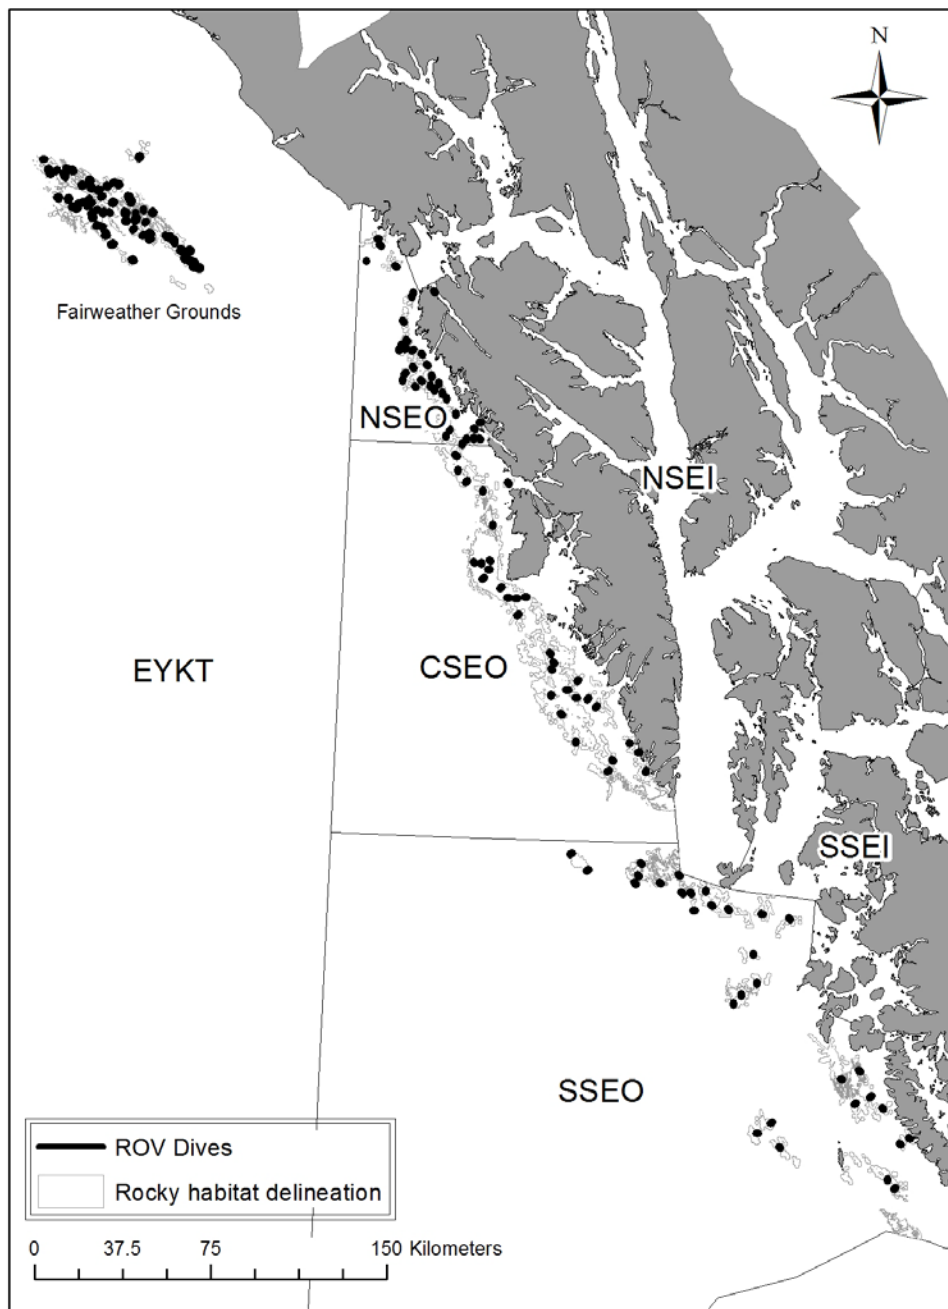 N
Fairweather Grounds
NSEO
NSEI
EYKT
CSEO
SSEI
SSEO
ROV Dives
Rocky habitat delineation
0 37.5 75 150 Kilometers